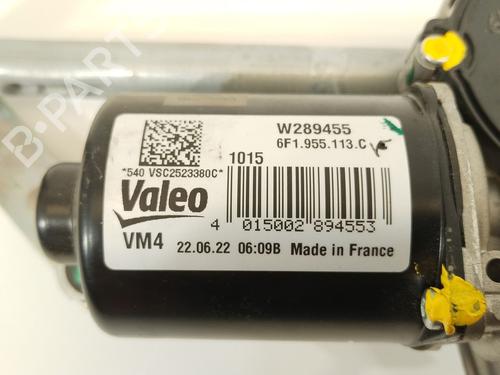 W289455
6F1.955.113.C
*540 VSC2523380C*
1015
Valeo
4 015002 894553
VM4 22.06.22 06:09B Made in France
B-PARTS